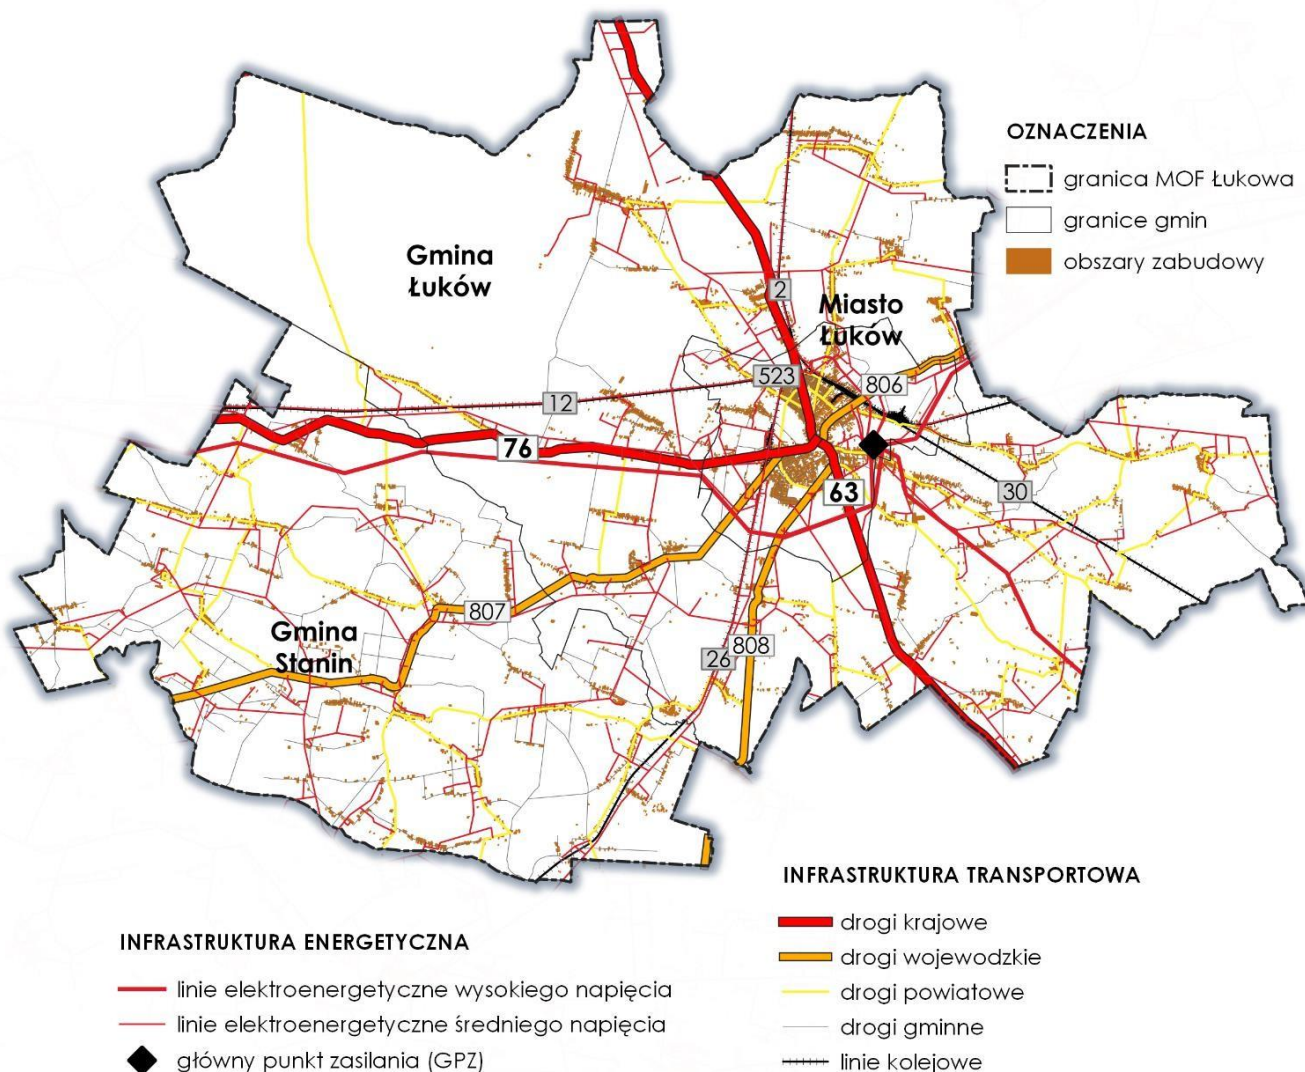 OZNACZENIA
granica MOF Łukowa
granice gmin
obszary zabudowy
Gmina
Łuków
Miasto
Łuków
2
523
806
12
76
63
30
807
Gmina
Stanin
808
26
INFRASTRUKTURA TRANSPORTOWA
drogi krajowe
drogi wojewodzkie
drogi powiatowe
drogi gminne
linie kolejowe
INFRASTRUKTURA ENERGETYCZNA
linie elektroenergetyczne wysokiego napięcia
linie elektroenergetyczne średniego napięcia
główny punkt zasilania (GPZ)